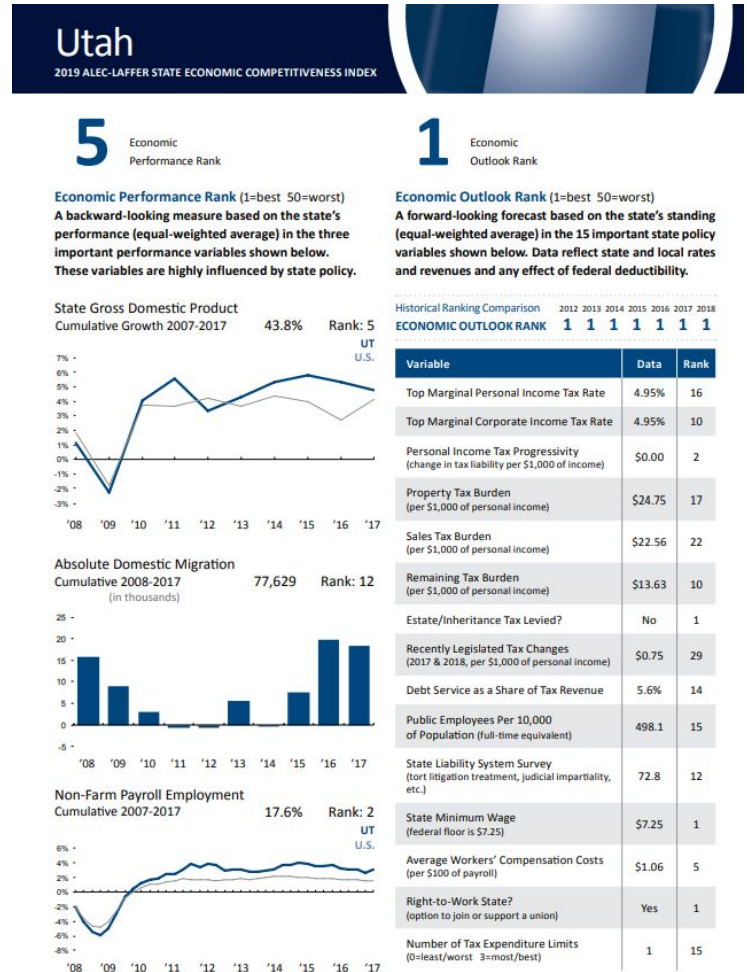 Utah
2019 ALEC-LAFFER STATE ECONOMIC COMPETITIVENESS INDEX
5
Economic
Performance Rank
Economic Performance Rank (1=best 50=worst)
A backward-looking measure based on the state's
performance (equal-weighted average) in the three
important performance variables shown below.
These variables are highly influenced by state policy.
State Gross Domestic Product
Cumulative Growth 2007-2017 43.8% Rank: 5
UT
U.S.
7%
6%
5%
4%
3%
2%
1%
0%
-1%
-2%
-3%
'08 '09 '10 '11 '12 '13 '14 '15 '16 '17
Absolute Domestic Migration
Cumulative 2008-2017 77,629 Rank: 12
(in thousands)
25
20
15
10
5
0
-5
'08 '09 '10 '11 '12 '13 '14 '15 '16 '17
Non-Farm Payroll Employment
Cumulative 2007-2017 17.6% Rank: 2
UT
U.S.
6%
4%
2%
0%
-2%
-4%
-6%
-8%
'08 '09 '10 '11 '12 '13 '14 '15 '16 '17
1
Economic
Outlook Rank
Economic Outlook Rank (1=best 50=worst)
A forward-looking forecast based on the state's standing
(equal-weighted average) in the 15 important state policy
variables shown below. Data reflect state and local rates
and revenues and any effect of federal deductibility.
Historical Ranking Comparison 2012 2013 2014 2015 2016 2017 2018
ECONOMIC OUTLOOK RANK 1 1 1 1 1 1 1
Variable Data Rank
Top Marginal Personal Income Tax Rate 4.95% 16
Top Marginal Corporate Income Tax Rate 4.95% 10
Personal Income Tax Progressivity
(change in tax liability per $1,000 of income) $0.00 2
Property Tax Burden
(per $1,000 of personal income) $24.75 17
Sales Tax Burden
(per $1,000 of personal income) $22.56 22
Remaining Tax Burden
(per $1,000 of personal income) $13.63 10
Estate/Inheritance Tax Levied? No 1
Recently Legislated Tax Changes
(2017 & 2018, per $1,000 of personal income) $0.75 29
Debt Service as a Share of Tax Revenue 5.6% 14
Public Employees Per 10,000
of Population (full-time equivalent) 498.1 15
State Liability System Survey
(tort litigation treatment, judicial impartiality,
etc.) 72.8 12
State Minimum Wage
(federal floor is $7.25) $7.25 1
Average Workers' Compensation Costs
(per $100 of payroll) $1.06 5
Right-to-Work State?
(option to join or support a union) Yes 1
Number of Tax Expenditure Limits
(0=least/worst 3=most/best) 1 15